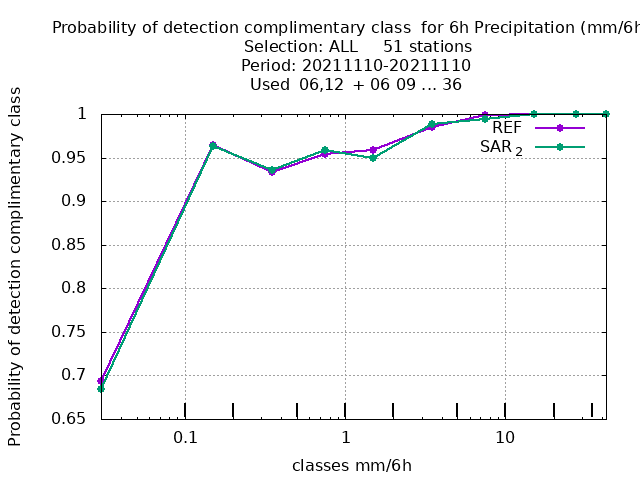 Probability of detection complimentary class  for 6h Precipitation (mm/6h
Selection: ALL     51 stations
Period: 20211110-20211110
Used  06,12  + 06 09 ... 36
Probability of detection complimentary class
1
0.95
0.9
0.85
0.8
0.75
0.7
0.65
REF
SAR 2
0.1
1
10
classes mm/6h